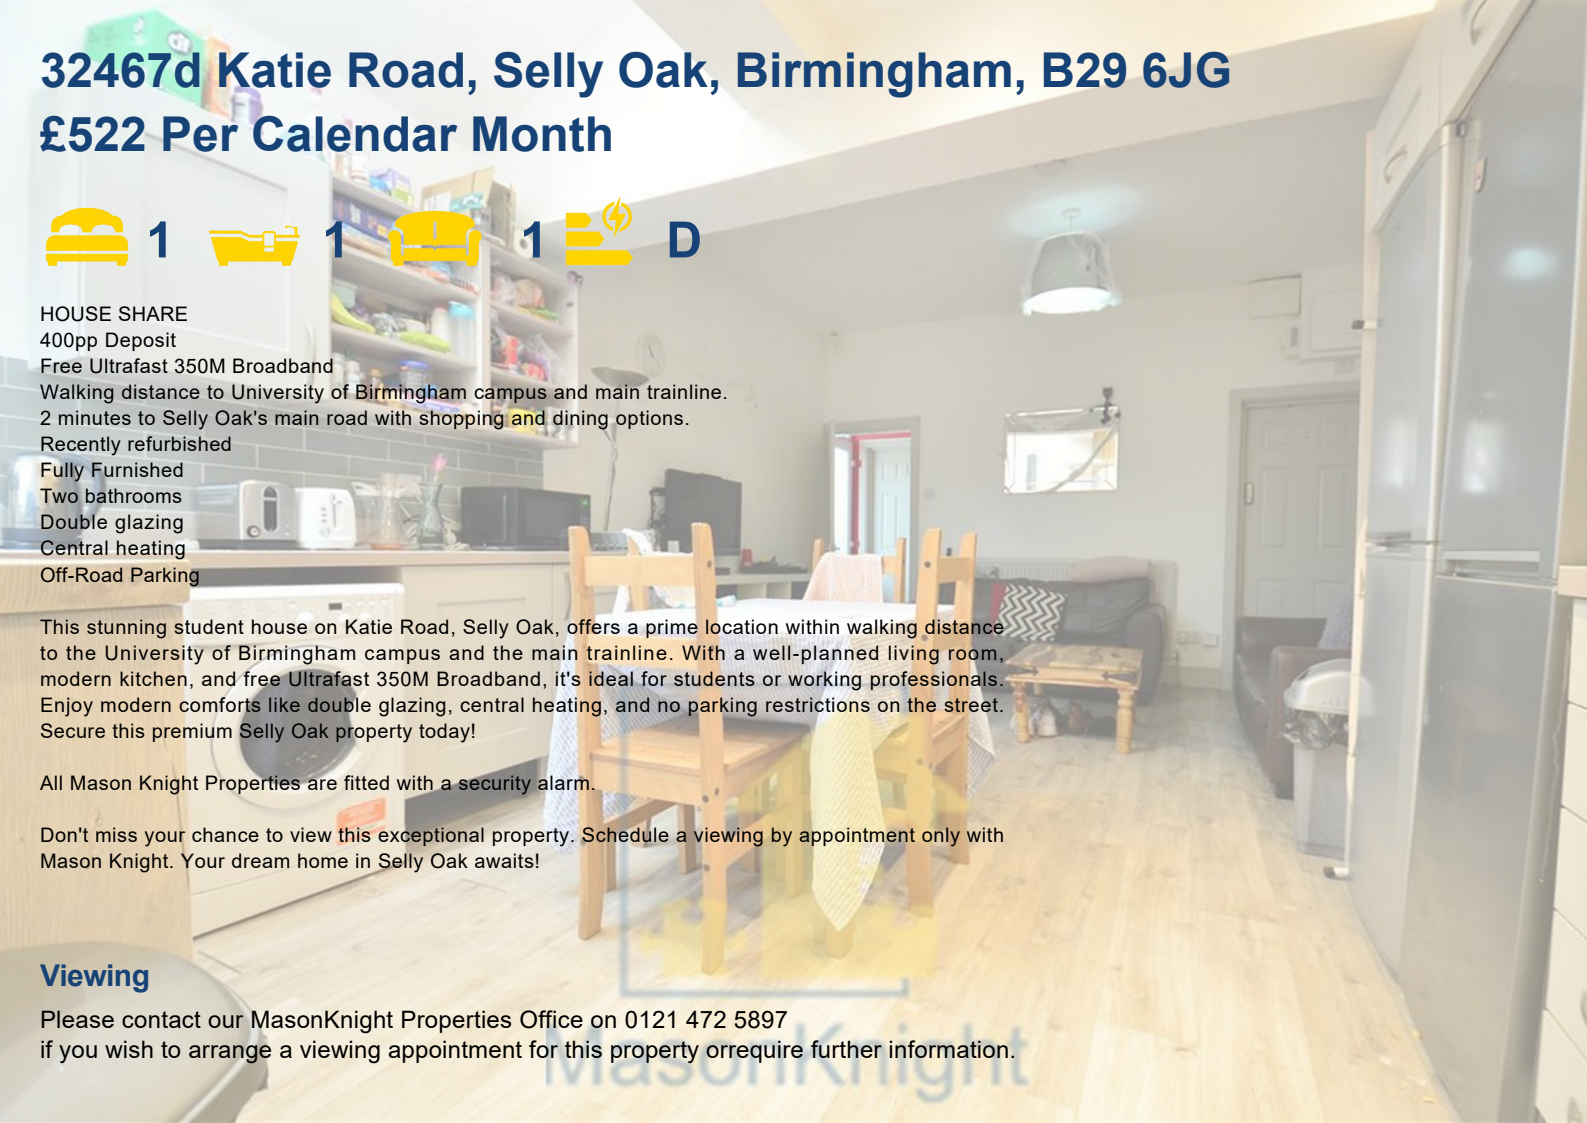 32467d Katie Road, Selly Oak, Birmingham, B29 6JG
£522 Per Calendar Month
1 1 1 D
HOUSE SHARE
400pp Deposit
Free Ultrafast 350M Broadband
Walking distance to University of Birmingham campus and main trainline.
2 minutes to Selly Oak's main road with shopping and dining options.
Recently refurbished
Fully Furnished
Two bathrooms
Double glazing
Central heating
Off-Road Parking
This stunning student house on Katie Road, Selly Oak, offers a prime location within walking distance
to the University of Birmingham campus and the main trainline. With a well-planned living room,
modern kitchen, and free Ultrafast 350M Broadband, it's ideal for students or working professionals.
Enjoy modern comforts like double glazing, central heating, and no parking restrictions on the street.
Secure this premium Selly Oak property today!
All Mason Knight Properties are fitted with a security alarm.
Don't miss your chance to view this exceptional property. Schedule a viewing by appointment only with
Mason Knight. Your dream home in Selly Oak awaits!
Viewing
Please contact our MasonKnight Properties Office on 0121 472 5897
if you wish to arrange a viewing appointment for this property orrequire further information.
MasonKnight